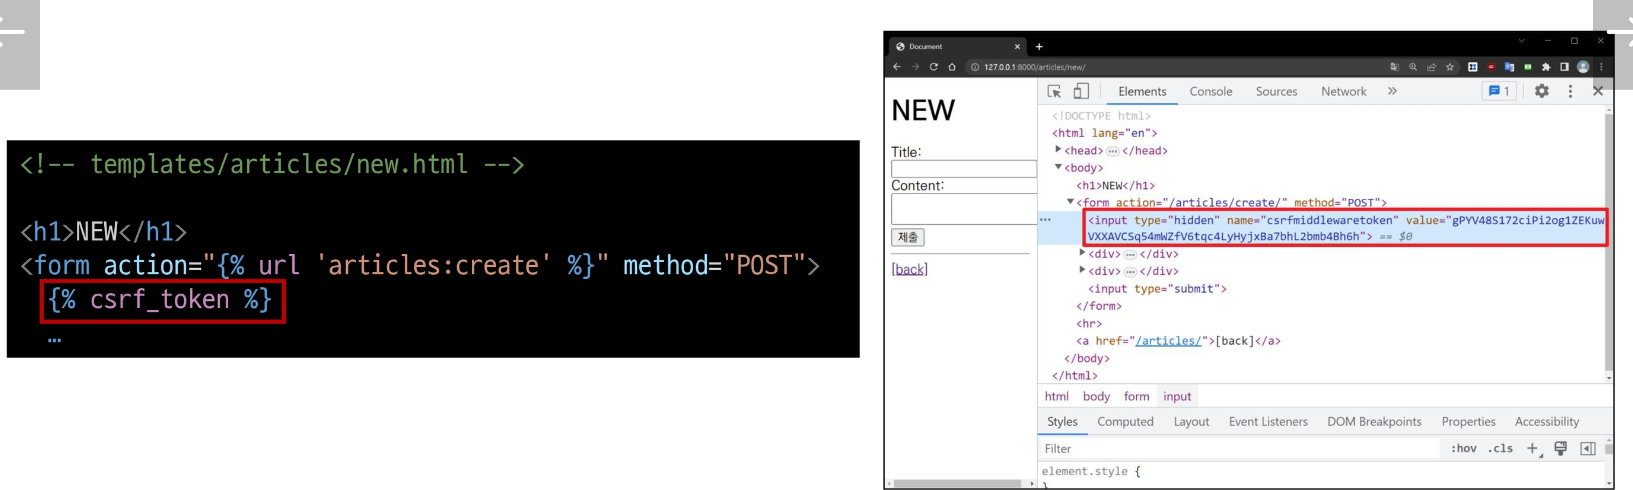 <!-- templates/articles/new.html -->
<h1>NEW</h1>
<form action="{% url 'articles:create' %}" method="POST">
{% csrf_token %}
…
Document
127.0.0.1:8000/articles/new/
NEW
Title:
Content:
제출
[back]
Elements Console Sources Network » 1
<!DOCTYPE html>
<html lang="en">
<head> … </head>
<body>
<h1>NEW</h1>
<form action="/articles/create/" method="POST">
<input type="hidden" name="csrfmiddlewaretoken" value="gPYV48S172ciPi2og1ZEKuw
VXXAVCSq54mWZfV6tqc4LyHyjxBa7bhL2bmb4Bh6h"> == $0
<div> … </div>
<div> … </div>
<input type="submit">
</form>
<hr>
<a href="/articles/">[back]</a>
</body>
</html>
html body form input
Styles Computed Layout Event Listeners DOM Breakpoints Properties Accessibility
Filter :hov .cls +
element.style {
}